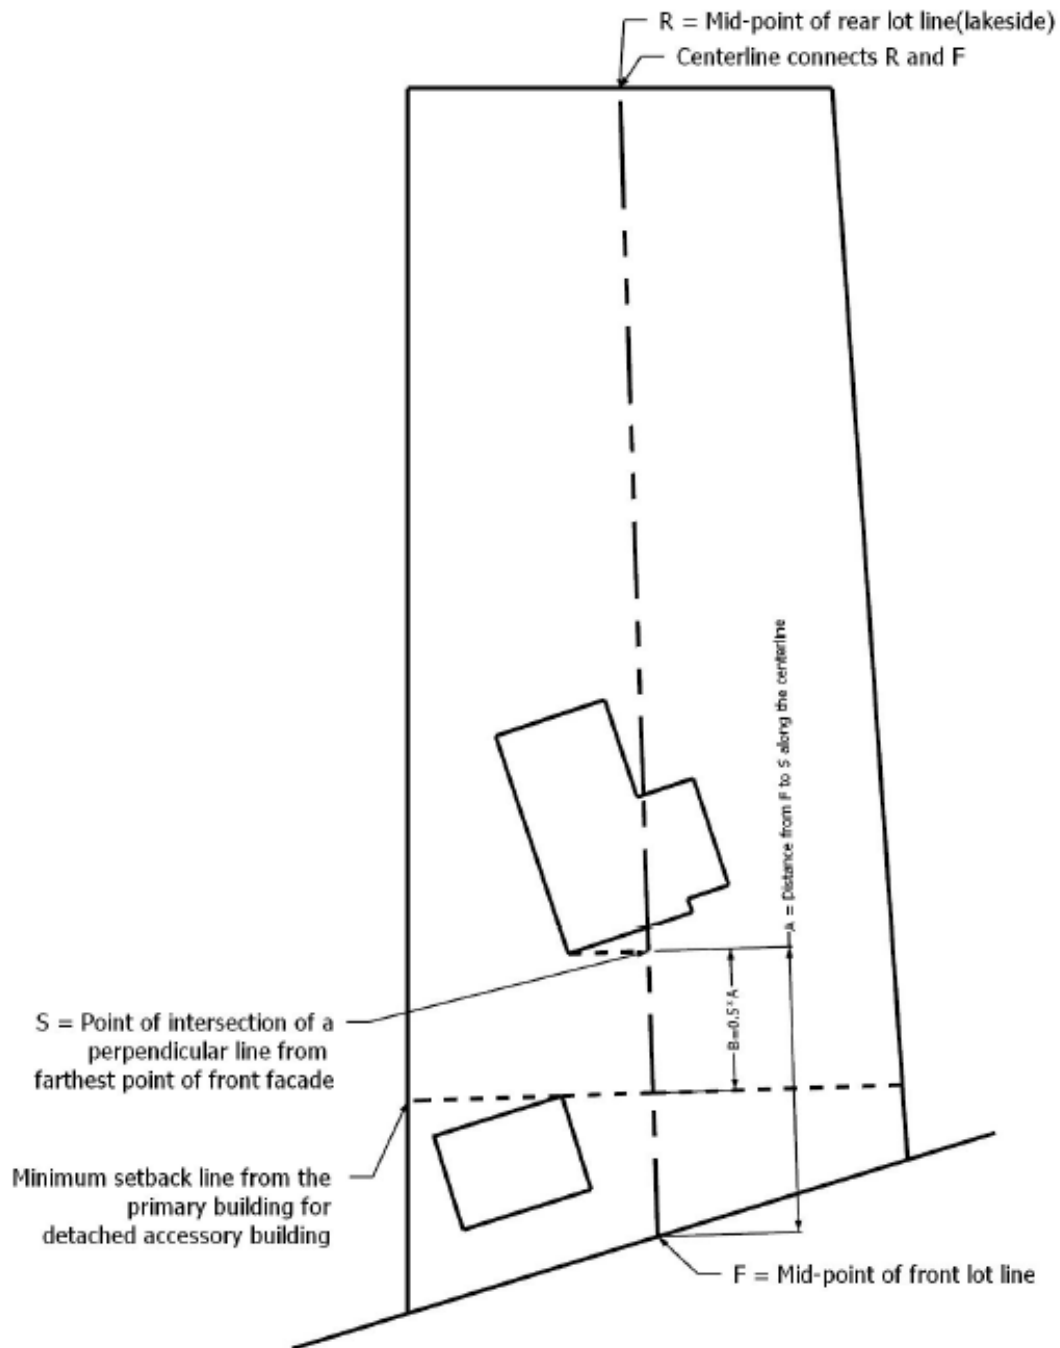 R = Mid-point of rear lot line(lakeside)
Centerline connects R and F
A = Distance from F to S along the centerline
B=0.5*A
S = Point of intersection of a
perpendicular line from
farthest point of front facade
Minimum setback line from the
primary building for
detached accessory building
F = Mid-point of front lot line